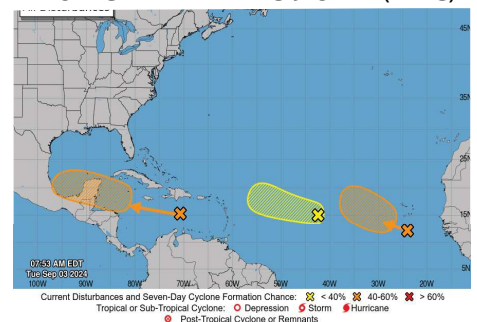 All Disturbances
45N
35N
25N
15N
5N
07:53 AM EDT
Tue Sep 03 2024
100W 90W 80W 70W 60W 50W 40W 30W 20W
Current Disturbances and Seven-Day Cyclone Formation Chance: < 40% 40-60% > 60%
Tropical or Sub-Tropical Cyclone: Depression Storm Hurricane
Post-Tropical Cyclone or Remnants